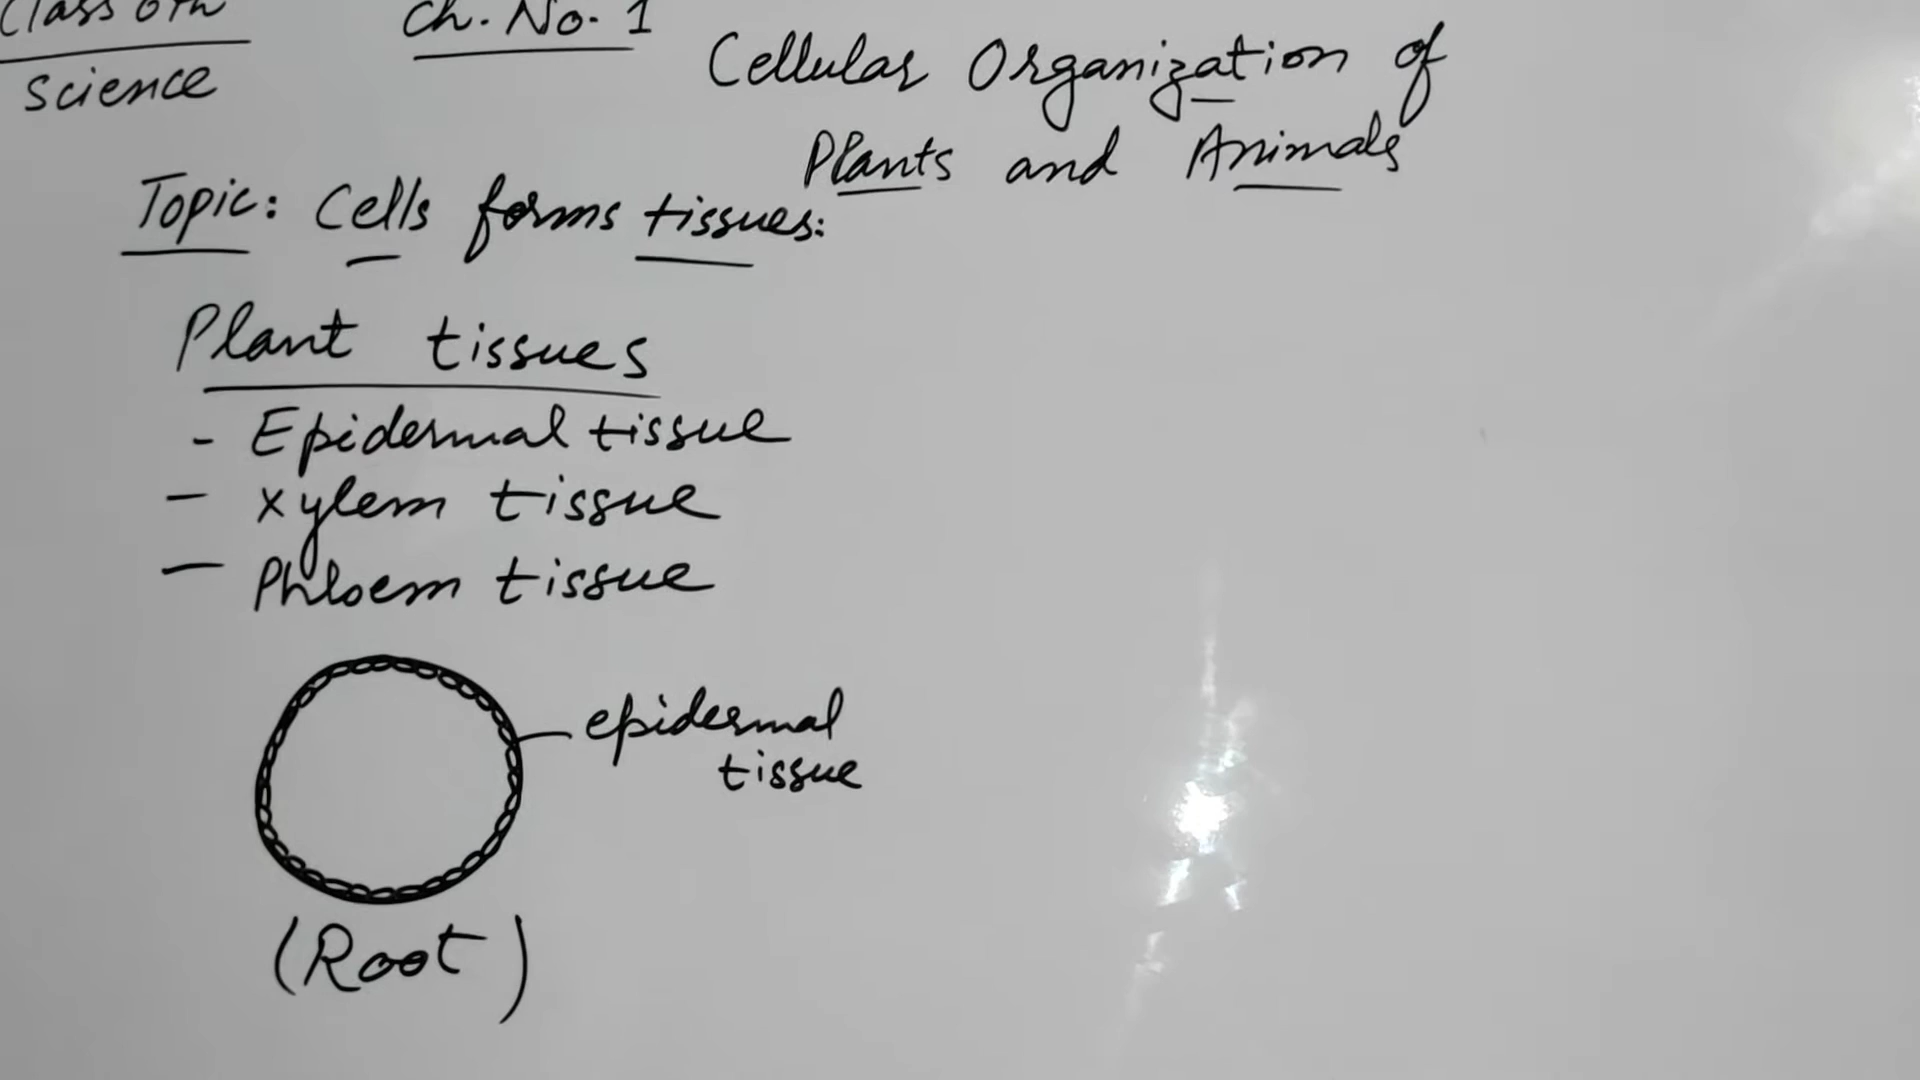 Class 6th
Science
Ch. No. 1
Cellular Organization of
Plants and Animals
Topic: Cells forms tissues:
Plant tissues
- Epidermal tissue
- Xylem tissue
- Phloem tissue
epidermal
tissue
(Root)